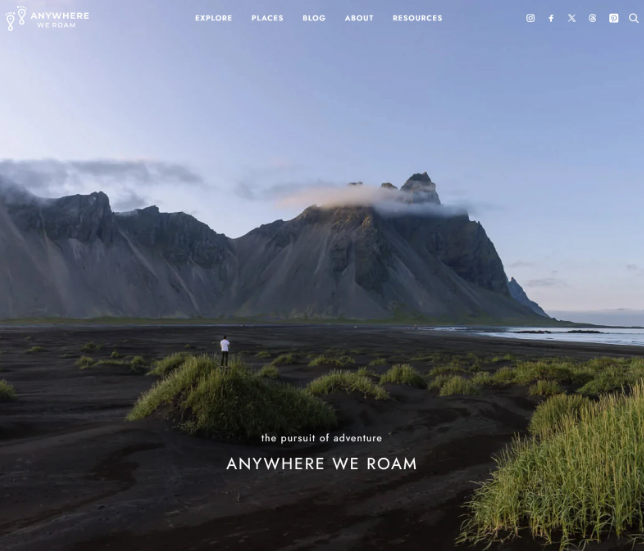 ANYWHERE
WE ROAM
EXPLORE
PLACES
BLOG
ABOUT
RESOURCES
the pursuit of adventure
ANYWHERE WE ROAM